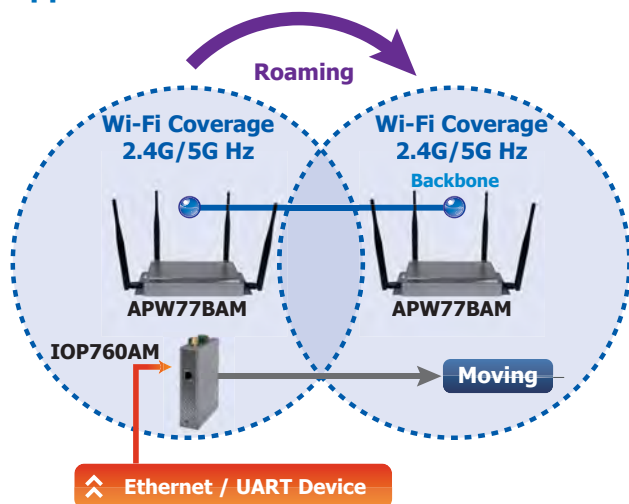 Roaming
Wi-Fi Coverage
2.4G/5G Hz
Wi-Fi Coverage
2.4G/5G Hz
Backbone
APW77BAM
APW77BAM
IOP760AM
Moving
Ethernet / UART Device